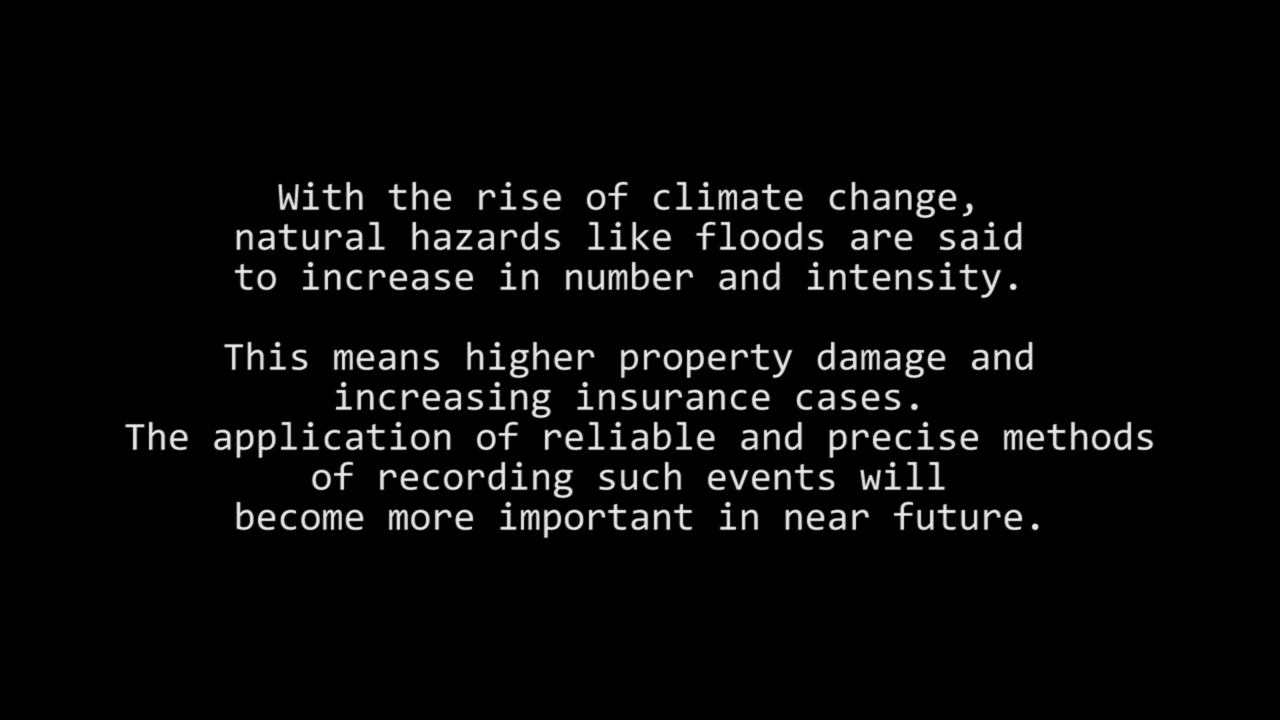 With the rise of climate change,
natural hazards like floods are said
to increase in number and intensity.
This means higher property damage and
increasing insurance cases.
The application of reliable and precise methods
of recording such events will
become more important in near future.